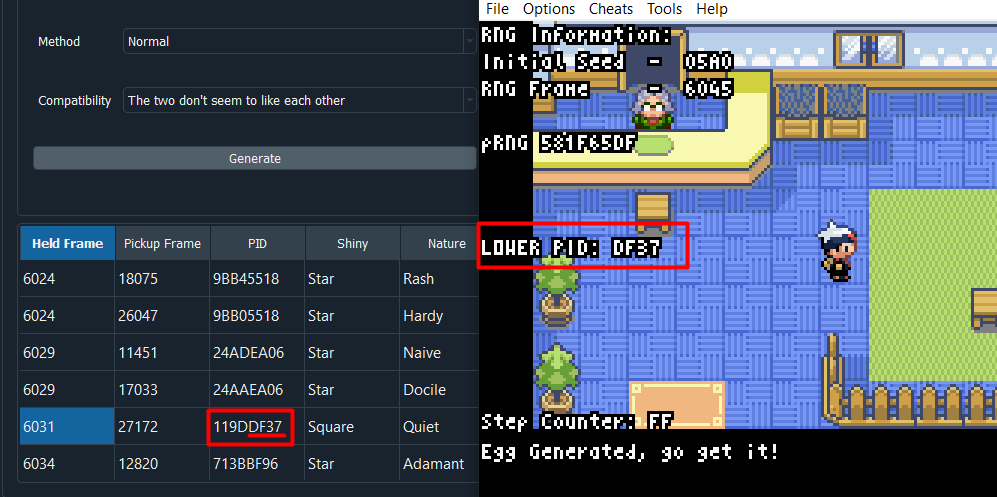 Method Normal
Compatibility The two don't seem to like each other
Generate
Held Frame Pickup Frame PID Shiny Nature
6024 18075 9BB45518 Star Rash
6024 26047 9BB05518 Star Hardy
6029 11451 24ADEA06 Star Naive
6029 17033 24AAEA06 Star Docile
6031 27172 119DDF37 Square Quiet
6034 12820 713BBF96 Star Adamant
File Options Cheats Tools Help
RNG Information:
Initial Seed - 05A0
RNG Frame - 6045
pRNG 581F65DF
LOWER PID: DF37
Step Counter: FF
Egg Generated, go get it!